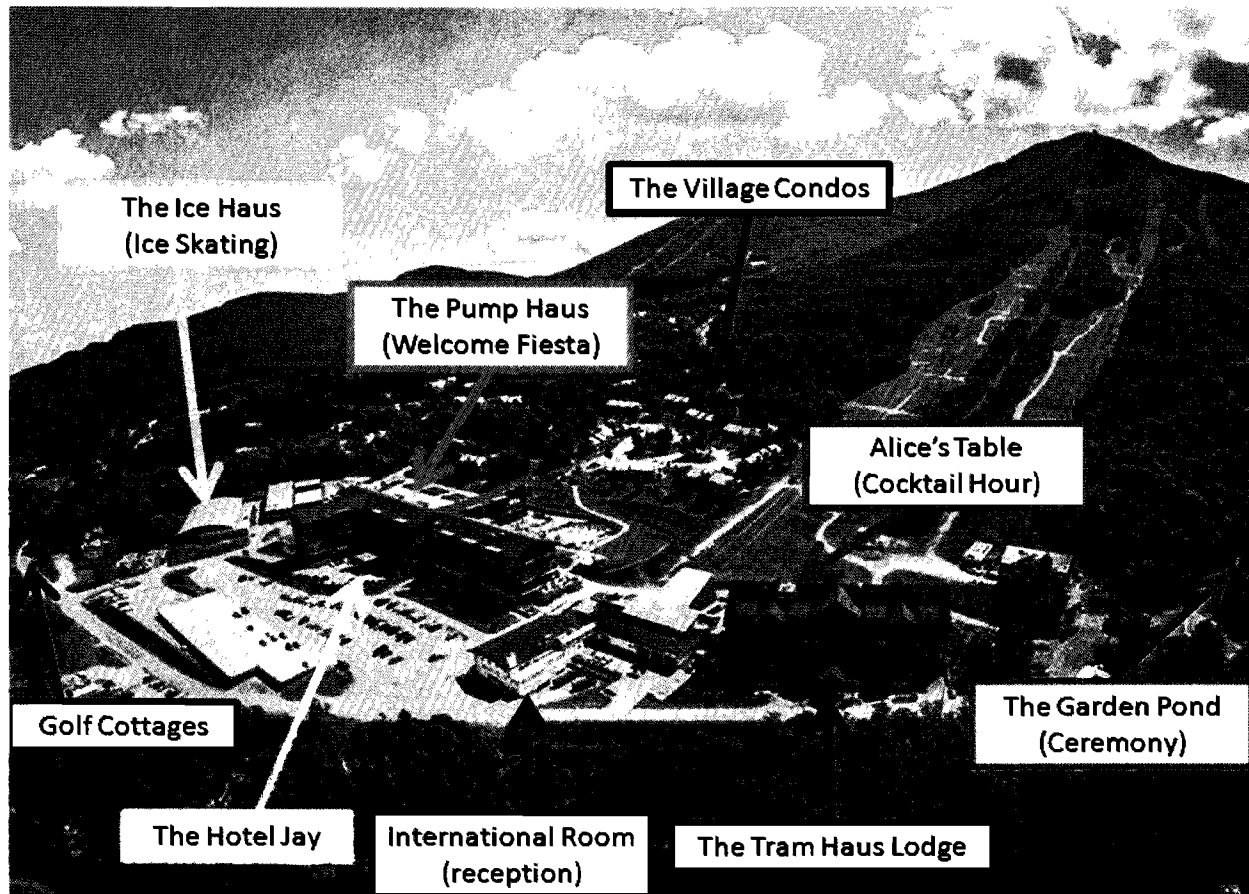 The Village Condos
The Ice Haus
(Ice Skating)
The Pump Haus
(Welcome Fiesta)
Alice's Table
(Cocktail Hour)
Golf Cottages
The Garden Pond
(Ceremony)
The Hotel Jay
International Room
(reception)
The Tram Haus Lodge